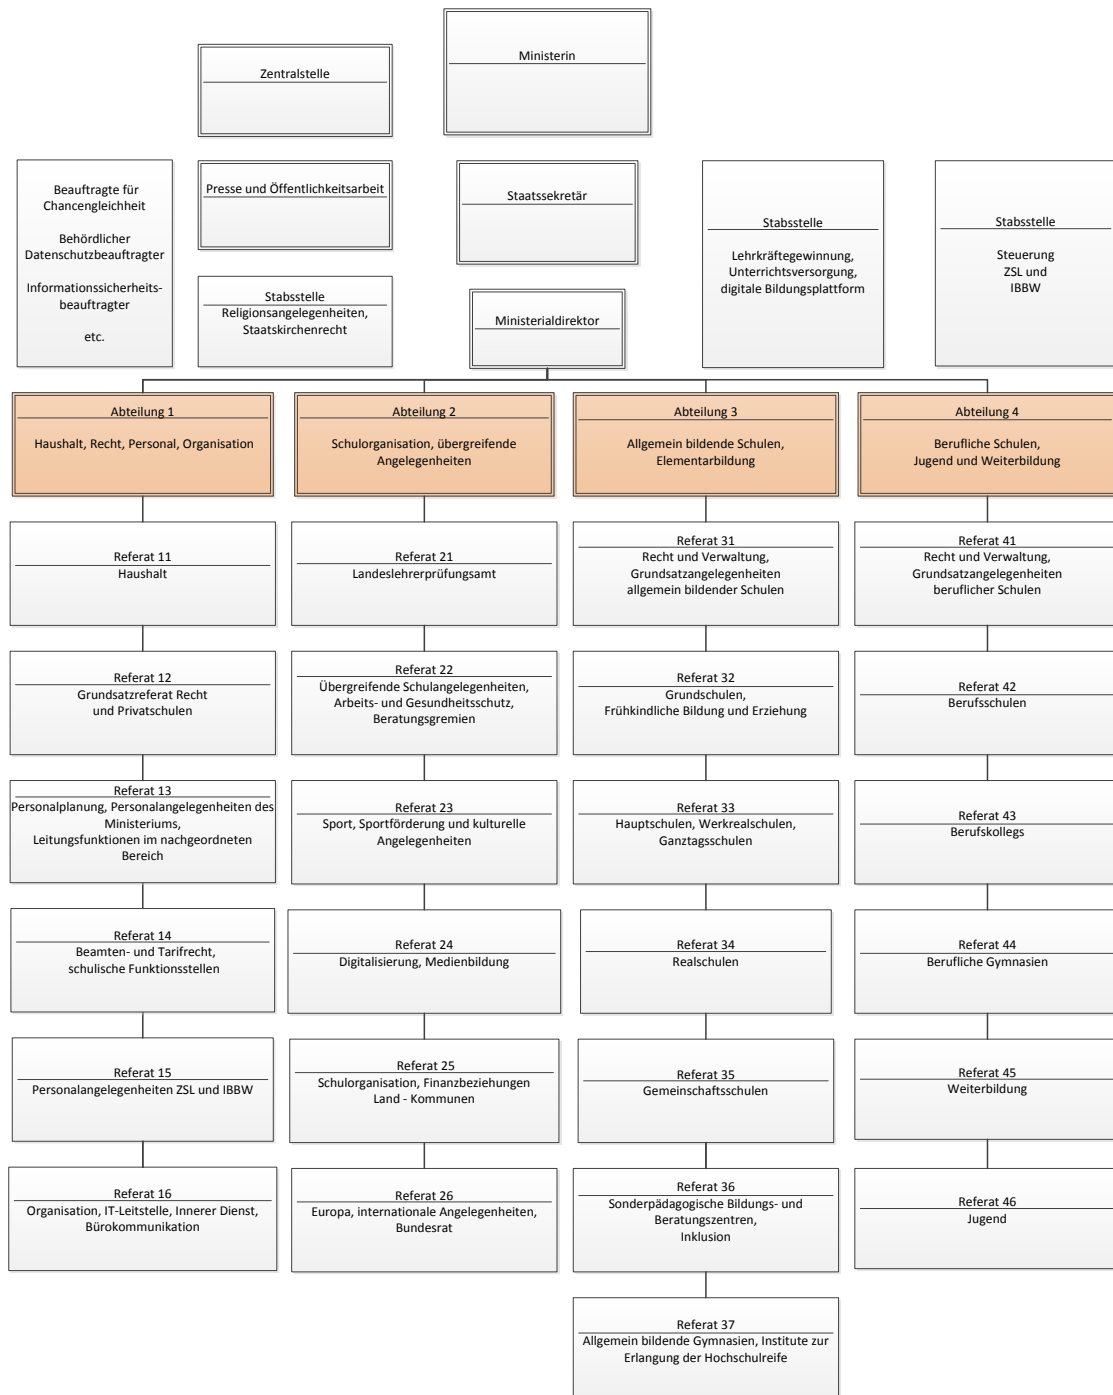 Ministerin
Zentralstelle
Beauftragte für
Chancengleichheit
Behördlicher
Datenschutzbeauftragter
Informationssicherheits-
beauftragter
etc.
Presse und Öffentlichkeitsarbeit
Staatssekretär
Stabsstelle
Lehrkräftegewinnung,
Unterrichtsversorgung,
digitale Bildungsplattform
Stabsstelle
Steuerung
ZSL und
IBBW
Stabsstelle
Religionsangelegenheiten,
Staatskirchenrecht
Ministerialdirektor
Abteilung 1
Haushalt, Recht, Personal, Organisation
Abteilung 2
Schulorganisation, übergreifende
Angelegenheiten
Abteilung 3
Allgemein bildende Schulen,
Elementarbildung
Abteilung 4
Berufliche Schulen,
Jugend und Weiterbildung
Referat 11
Haushalt
Referat 21
Landeslehrerprüfungsamt
Referat 31
Recht und Verwaltung,
Grundsatzangelegenheiten
allgemein bildender Schulen
Referat 41
Recht und Verwaltung,
Grundsatzangelegenheiten
beruflicher Schulen
Referat 12
Grundsatzreferat Recht
und Privatschulen
Referat 22
Übergreifende Schulangelegenheiten,
Arbeits- und Gesundheitsschutz,
Beratungsgremien
Referat 32
Grundschulen,
Frühkindliche Bildung und Erziehung
Referat 42
Berufsschulen
Referat 13
Personalplanung, Personalangelegenheiten des
Ministeriums,
Leitungsfunktionen im nachgeordneten
Bereich
Referat 23
Sport, Sportförderung und kulturelle
Angelegenheiten
Referat 33
Hauptschulen, Werkrealschulen,
Ganztagsschulen
Referat 43
Berufskollegs
Referat 14
Beamten- und Tarifrecht,
schulische Funktionsstellen
Referat 24
Digitalisierung, Medienbildung
Referat 34
Realschulen
Referat 44
Berufliche Gymnasien
Referat 15
Personalangelegenheiten ZSL und IBBW
Referat 25
Schulorganisation, Finanzbeziehungen
Land - Kommunen
Referat 35
Gemeinschaftsschulen
Referat 45
Weiterbildung
Referat 16
Organisation, IT-Leitstelle, Innerer Dienst,
Bürokommunikation
Referat 26
Europa, internationale Angelegenheiten,
Bundesrat
Referat 36
Sonderpädagogische Bildungs- und
Beratungszentren,
Inklusion
Referat 46
Jugend
Referat 37
Allgemein bildende Gymnasien, Institute zur
Erlangung der Hochschulreife